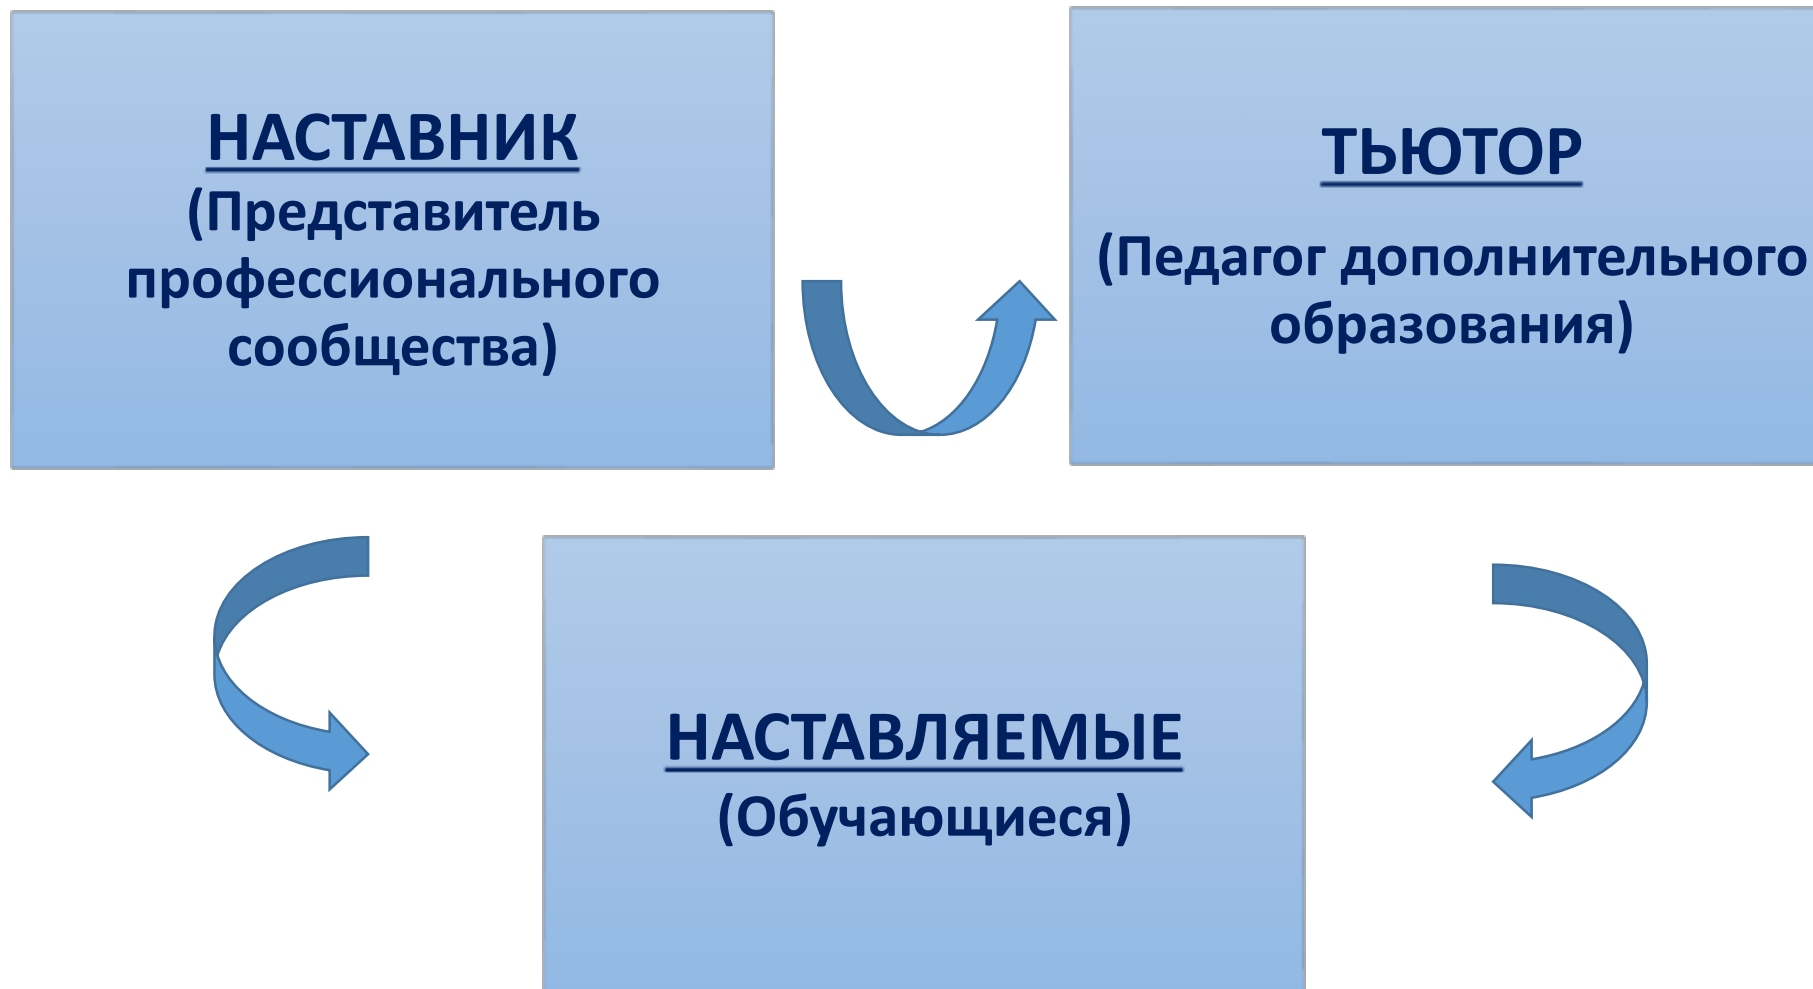 НАСТАВНИК
(Представитель
профессионального
сообщества)
ТЬЮТОР
(Педагог дополнительного
образования)
НАСТАВЛЯЕМЫЕ
(Обучающиеся)